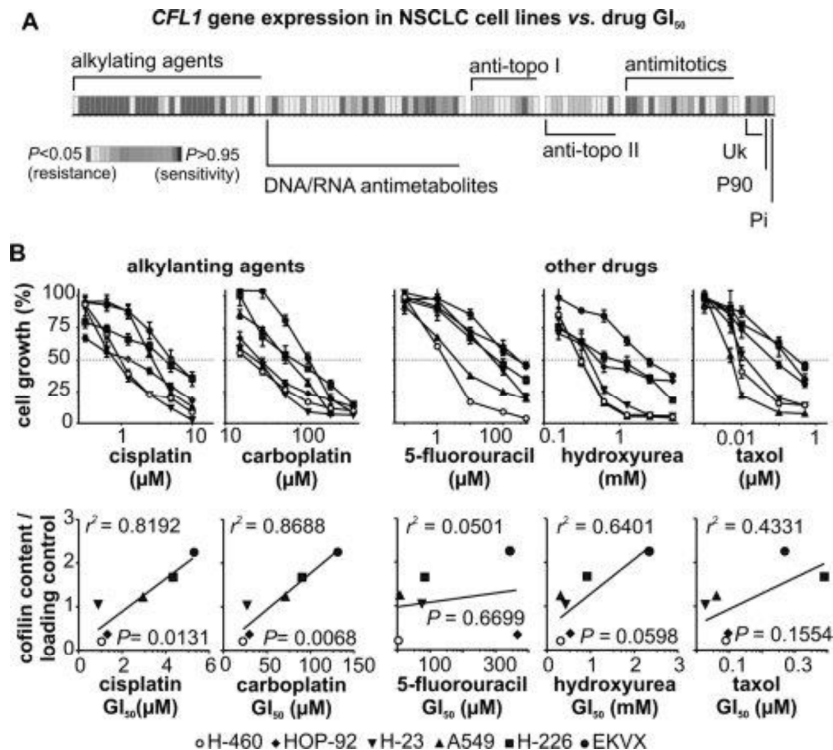 CFL1 gene expression in NSCLC cell lines vs. drug GI50
A
alkylating agents
anti-topo I
antimitotics
P<0.05
P>0.95
(resistance)
(sensitivity)
DNA/RNA antimetabolites
anti-topo II
Uk
P90
Pi
B
alkylanting agents
other drugs
cell growth (%)
100
75
50
25
0
1
10
cisplatin
(µM)
10
100
carboplatin
(µM)
1
100
5-fluorouracil
(µM)
0.1
1
hydroxyurea
(mM)
0.01
1
taxol
(µM)
cofilin content /
loading control
3
2
1
0
r² = 0.8192
P = 0.0131
0
2
4
6
cisplatin
GI50(µM)
r² = 0.8688
P = 0.0068
0
50
100
150
carboplatin
GI50 (µM)
r² = 0.0501
P = 0.6699
0
150
300
5-fluorouracil
GI50 (µM)
r² = 0.6401
P = 0.0598
0
1
2
3
hydroxyurea
GI50 (mM)
r² = 0.4331
P = 0.1554
0.1
0.3
taxol
GI50 (µM)
H-460 HOP-92 H-23 A549 H-226 EKVX